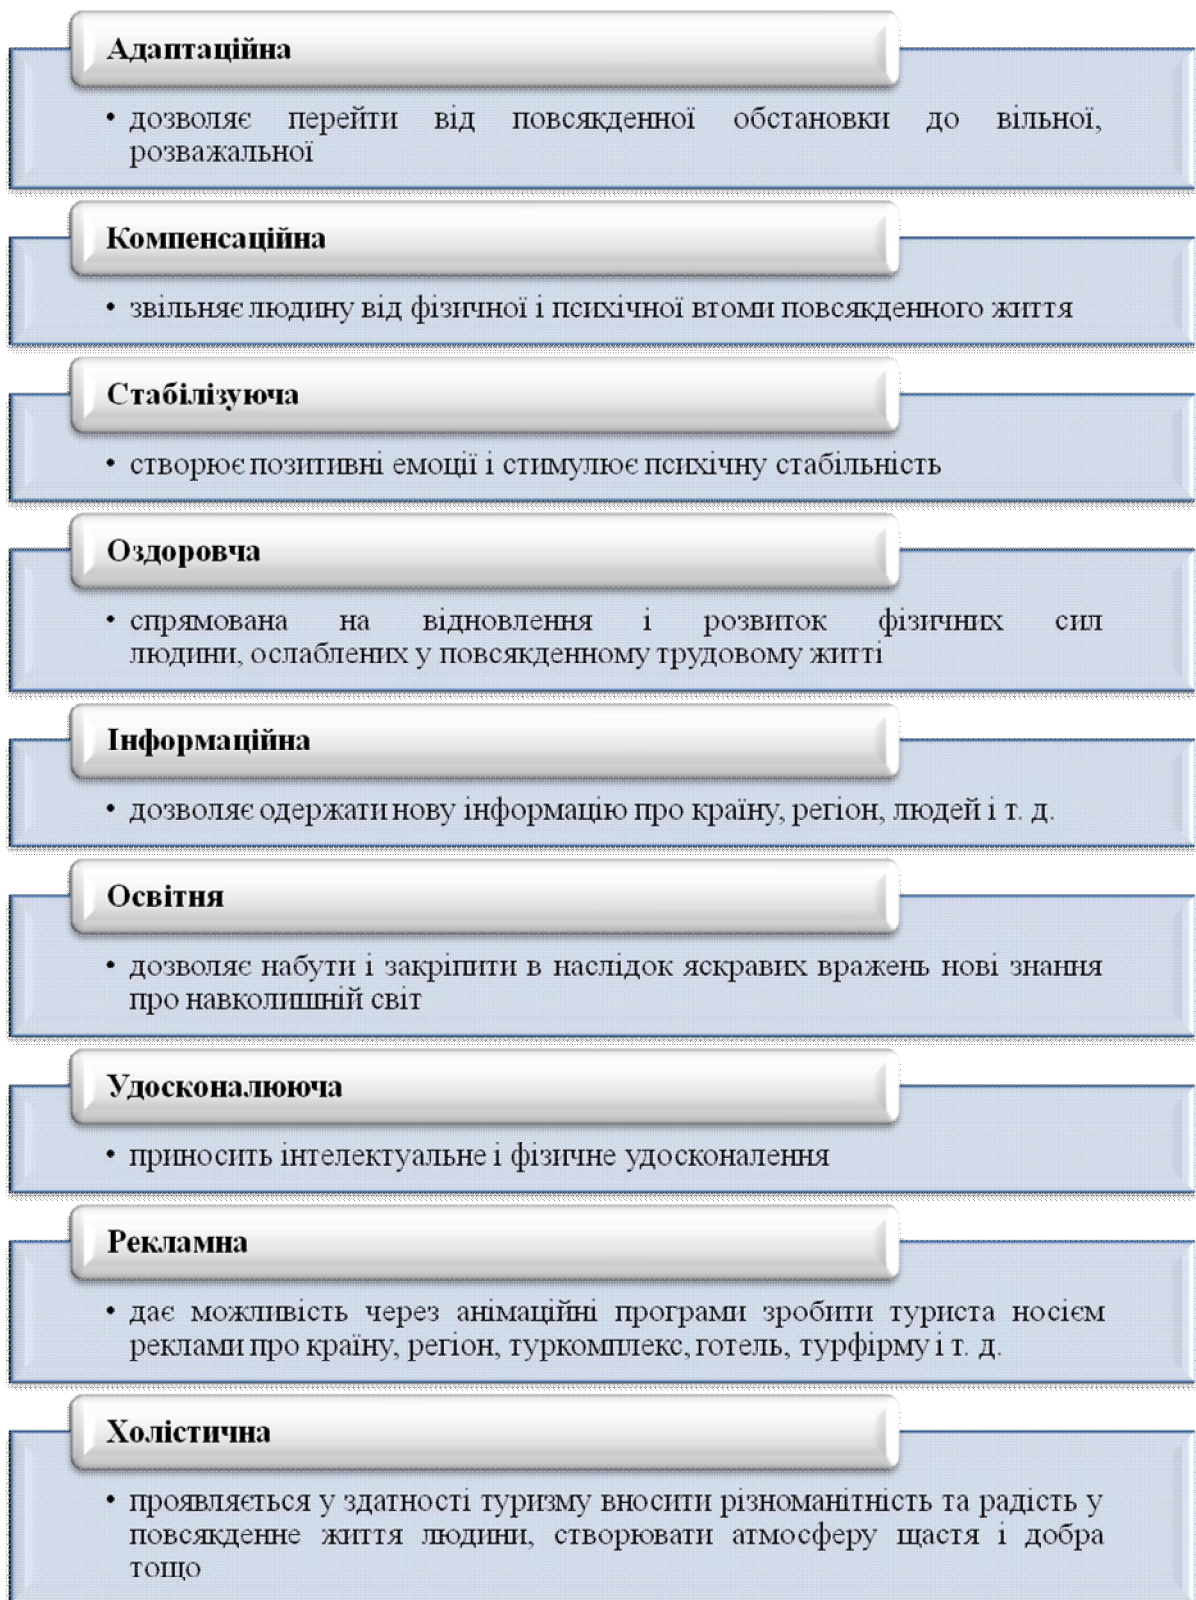 Адаптаційна
• дозволяє перейти від повсякденної обстановки до вільної,
розважальної
Компенсаційна
• звільняє людину від фізичної і психічної втоми повсякденного життя
Стабілізуюча
• створює позитивні емоції і стимулює психічну стабільність
Оздоровча
• спрямована на відновлення і розвиток фізичних сил
людини, ослаблених у повсякденному трудовому житті
Інформаційна
• дозволяє одержати нову інформацію про країну, регіон, людей і т. д.
Освітня
• дозволяє набути і закріпити в наслідок яскравих вражень нові знання
про навколишній світ
Удосконалююча
• приносить інтелектуальне і фізичне удосконалення
Рекламна
• дає можливість через анімаційні програми зробити туриста носієм
реклами про країну, регіон, туркомплекс, готель, турфірму і т. д.
Холістична
• проявляється у здатності туризму вносити різноманітність та радість у
повсякденне життя людини, створювати атмосферу щастя і добра
тощо